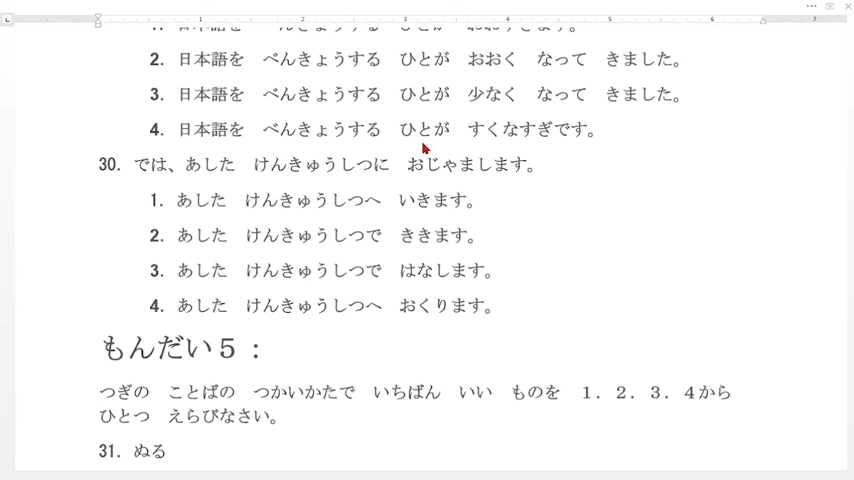 1 2 3 4 5 6 7
2. 日本語を べんきょうする ひとが おおく なって きました。
3. 日本語を べんきょうする ひとが 少なく なって きました。
4. 日本語を べんきょうする ひとが すくなすぎです。
30. では、あした けんきゅうしつに おじゃまします。
1. あした けんきゅうしつへ いきます。
2. あした けんきゅうしつで ききます。
3. あした けんきゅうしつで はなします。
4. あした けんきゅうしつへ おくります。
もんだい５：
つぎの ことばの つかいかたで いちばん いい ものを １．２．３．４から
ひとつ えらびなさい。
31. ぬる